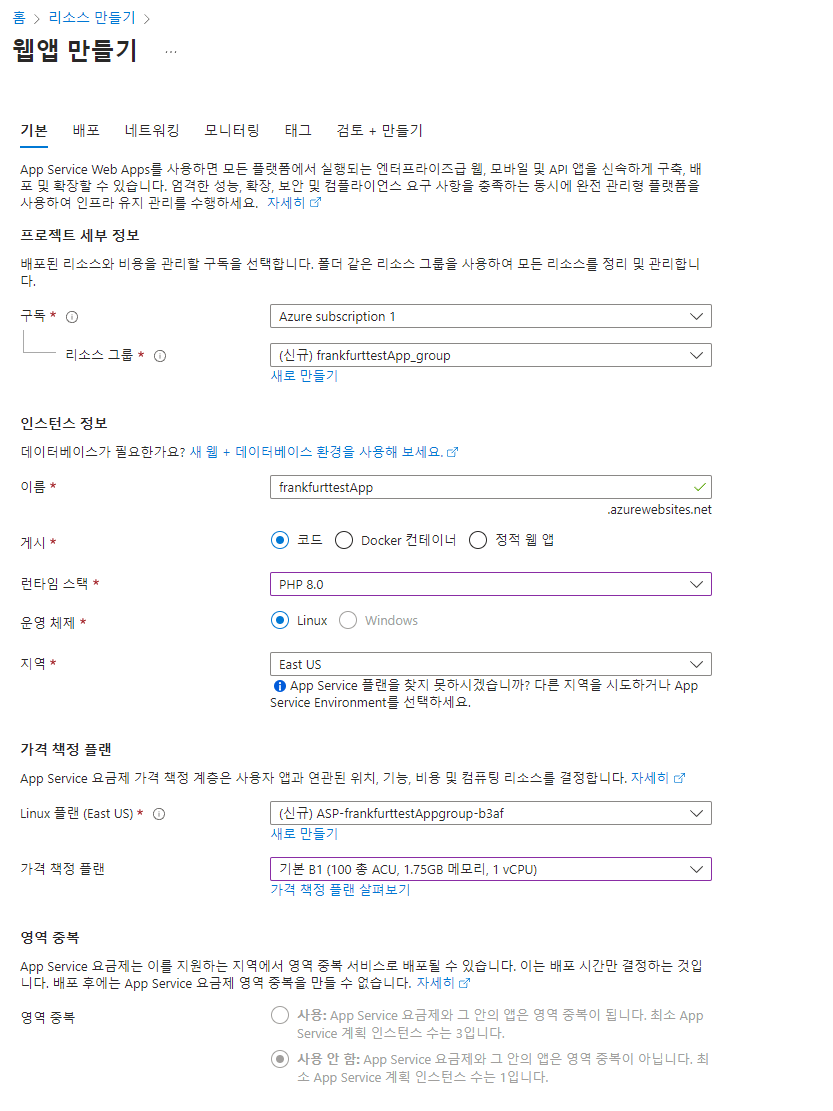 홈 > 리소스 만들기 >
웹앱 만들기 ...
기본 배포 네트워킹 모니터링 태그 검토 + 만들기
App Service Web Apps를 사용하면 모든 플랫폼에서 실행되는 엔터프라이즈급 웹, 모바일 및 API 앱을 신속하게 구축, 배
포 및 확장할 수 있습니다. 엄격한 성능, 확장, 보안 및 컴플라이언스 요구 사항을 충족하는 동시에 완전 관리형 플랫폼을
사용하여 인프라 유지 관리를 수행하세요. 자세히
프로젝트 세부 정보
배포된 리소스와 비용을 관리할 구독을 선택합니다. 폴더 같은 리소스 그룹을 사용하여 모든 리소스를 정리 및 관리합니
다.
구독 * Azure subscription 1
리소스 그룹 * (신규) frankfurttestApp_group
새로 만들기
인스턴스 정보
데이터베이스가 필요한가요? 새 웹 + 데이터베이스 환경을 사용해 보세요.
이름 * frankfurttestApp
.azurewebsites.net
게시 * 코드 Docker 컨테이너 정적 웹 앱
런타임 스택 * PHP 8.0
운영 체제 * Linux Windows
지역 * East US
App Service 플랜을 찾지 못하시겠습니까? 다른 지역을 시도하거나 App
Service Environment를 선택하세요.
가격 책정 플랜
App Service 요금제 가격 책정 계층은 사용자 앱과 연관된 위치, 기능, 비용 및 컴퓨팅 리소스를 결정합니다. 자세히
Linux 플랜 (East US) * (신규) ASP-frankfurttestAppgroup-b3af
새로 만들기
가격 책정 플랜 기본 B1 (100 총 ACU, 1.75GB 메모리, 1 vCPU)
가격 책정 플랜 살펴보기
영역 중복
App Service 요금제는 이를 지원하는 지역에서 영역 중복 서비스로 배포될 수 있습니다. 이는 배포 시간만 결정하는 것입
니다. 배포 후에는 App Service 요금제 영역 중복을 만들 수 없습니다. 자세히
영역 중복 사용: App Service 요금제와 그 안의 앱은 영역 중복이 됩니다. 최소 App
Service 계획 인스턴스 수는 3입니다.
사용 안 함: App Service 요금제와 그 안의 앱은 영역 중복이 아닙니다. 최
소 App Service 계획 인스턴스 수는 1입니다.